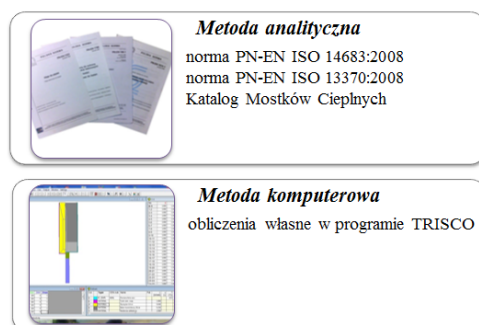 Metoda analityczna
norma PN-EN ISO 14683:2008
norma PN-EN ISO 13370:2008
Katalog Mostków Cieplnych
Metoda komputerowa
obliczenia własne w programie TRISCO